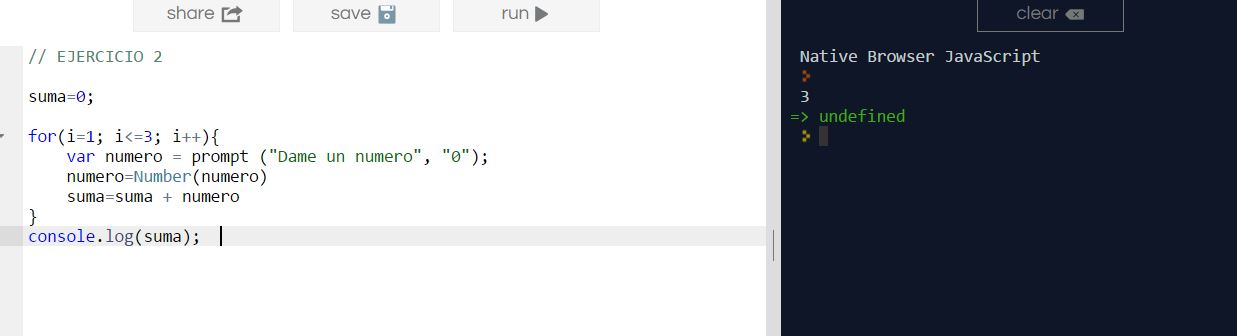 share save run clear
// EJERCICIO 2
suma=0;
for(i=1; i<=3; i++){
    var numero = prompt ("Dame un numero", "0");
    numero=Number(numero)
    suma=suma + numero
}
console.log(suma);
Native Browser JavaScript
3
=> undefined